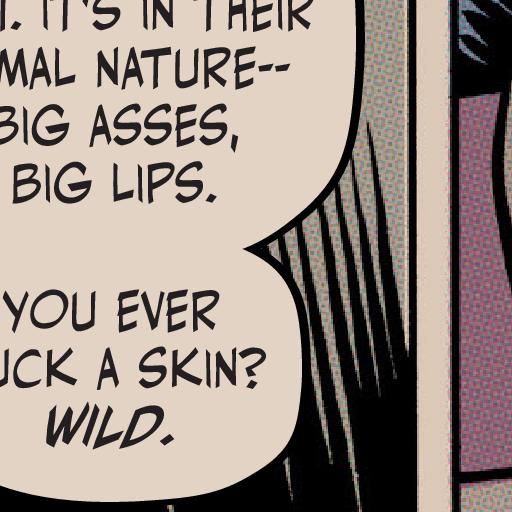 . IT'S IN THEIR
MAL NATURE--
BIG ASSES,
BIG LIPS.
YOU EVER
UCK A SKIN?
WILD.